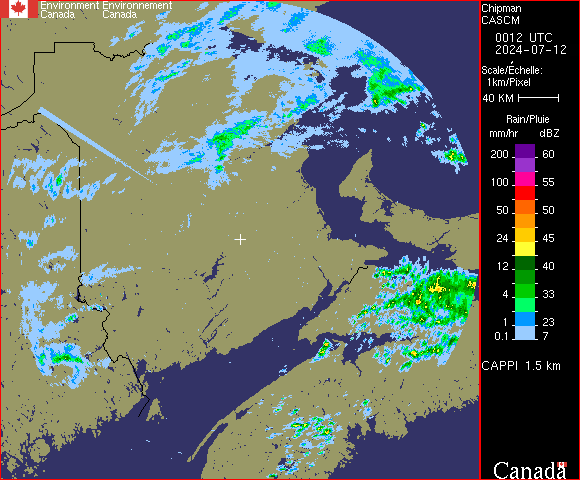 Environment Environnement
Canada Canada
Chipman
CASCM
0012 UTC
2024-07-12
Scale/Échelle:
1km/Pixel
40 KM
Rain/Pluie
mm/hr dBZ
200 60
100 55
50 50
24 45
12 40
4 33
1 23
0.1 7
CAPPI 1.5 km
Canada